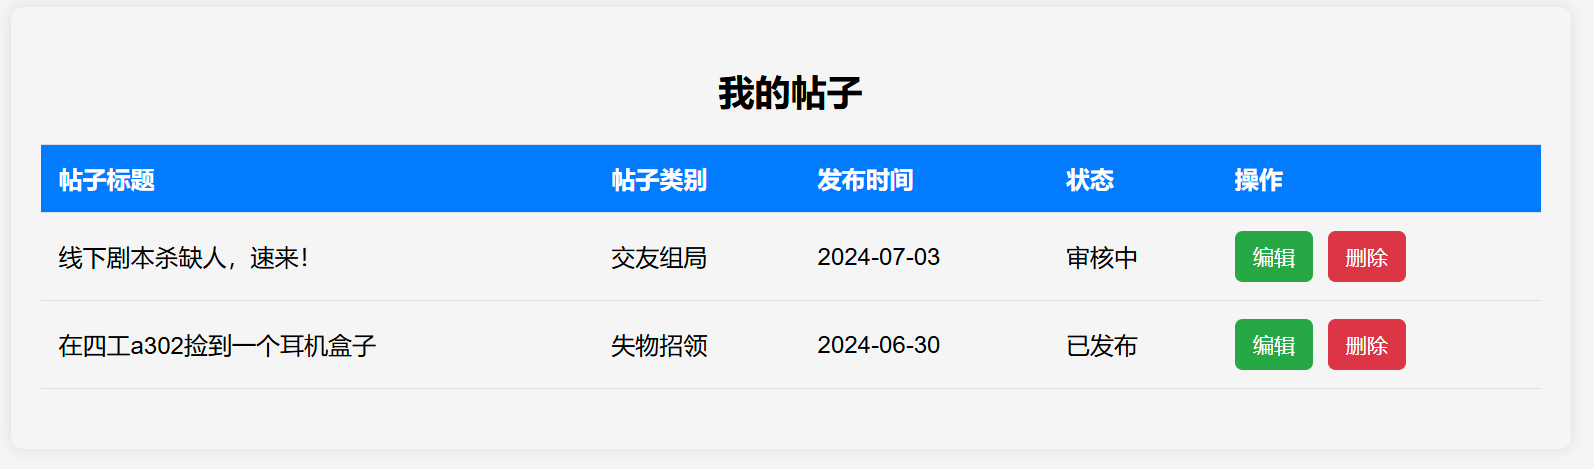 我的帖子
帖子标题 帖子类别 发布时间 状态 操作
线下剧本杀缺人，速来！ 交友组局 2024-07-03 审核中 编辑 删除
在四工a302捡到一个耳机盒子 失物招领 2024-06-30 已发布 编辑 删除